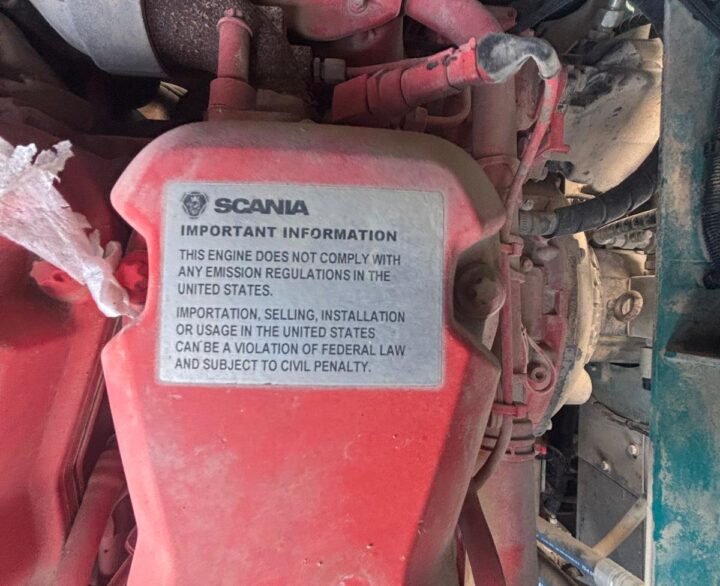 SCANIA
IMPORTANT INFORMATION
THIS ENGINE DOES NOT COMPLY WITH
ANY EMISSION REGULATIONS IN THE
UNITED STATES.
IMPORTATION, SELLING, INSTALLATION
OR USAGE IN THE UNITED STATES
CAN BE A VIOLATION OF FEDERAL LAW
AND SUBJECT TO CIVIL PENALTY.